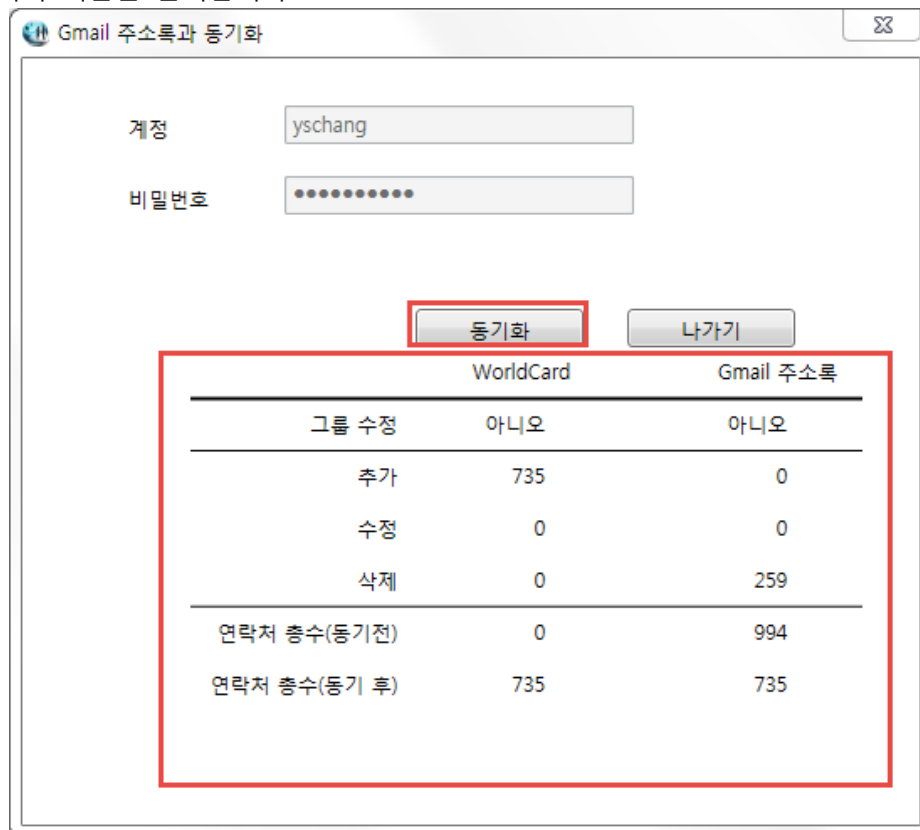 Gmail 주소록과 동기화
계정 yschang
비밀번호 ●●●●●●●●●●
동기화 나가기
WorldCard Gmail 주소록
그룹 수정 아니오 아니오
추가 735 0
수정 0 0
삭제 0 259
연락처 총수(동기전) 0 994
연락처 총수(동기 후) 735 735